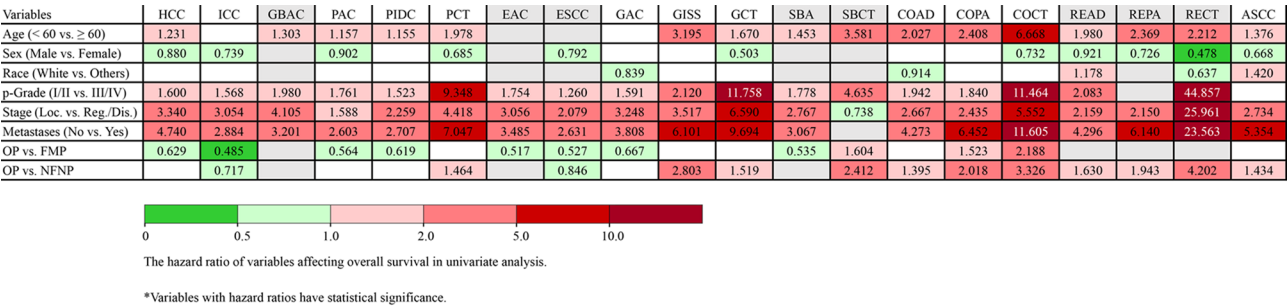 Variables HCC ICC GBAC PAC PIDC PCT EAC ESCC GAC GISS GCT SBA SBCT COAD COPA COCT READ REPA RECT ASCC
Age (< 60 vs. ≥ 60) 1.231 1.303 1.157 1.155 1.978 3.195 1.670 1.453 3.581 2.027 2.408 6.668 1.980 2.369 2.212 1.376
Sex (Male vs. Female) 0.880 0.739 0.902 0.685 0.792 0.503 0.732 0.921 0.726 0.478 0.668
Race (White vs. Others) 0.839 0.914 1.178 0.637 1.420
p-Grade (I/II vs. III/IV) 1.600 1.568 1.980 1.761 1.523 9.348 1.754 1.260 1.591 2.120 11.758 1.778 4.635 1.942 1.840 11.464 2.083 44.857
Stage (Loc. vs. Reg./Dis.) 3.340 3.054 4.105 1.588 2.259 4.418 3.056 2.079 3.248 3.517 6.590 2.767 0.738 2.667 2.435 5.552 2.159 2.150 25.961 2.734
Metastases (No vs. Yes) 4.740 2.884 3.201 2.603 2.707 7.047 3.485 2.631 3.808 6.101 9.694 3.067 4.273 6.452 11.605 4.296 6.140 23.563 5.354
OP vs. FMP 0.629 0.485 0.564 0.619 0.517 0.527 0.667 0.535 1.604 1.523 2.188
OP vs. NFNP 0.717 1.464 0.846 2.803 1.519 2.412 1.395 2.018 3.326 1.630 1.943 4.202 1.434
0 0.5 1.0 2.0 5.0 10.0
The hazard ratio of variables affecting overall survival in univariate analysis.
*Variables with hazard ratios have statistical significance.